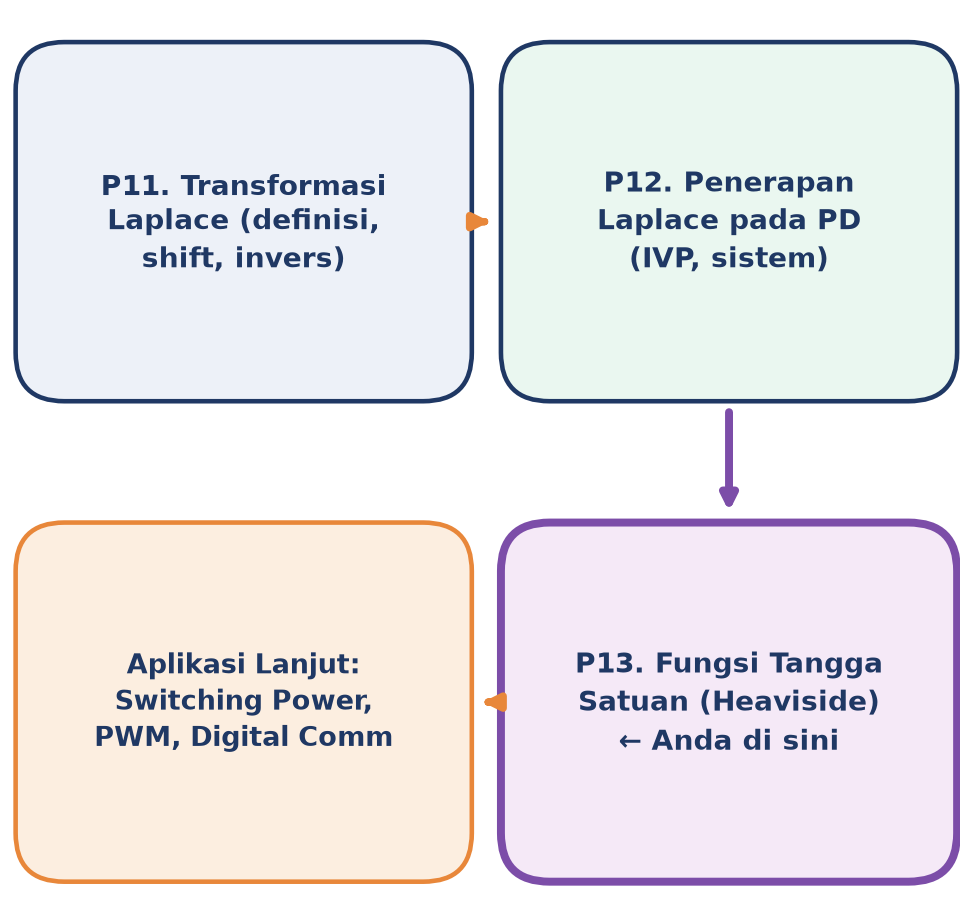 P11. Transformasi
Laplace (definisi,
shift, invers)
P12. Penerapan
Laplace pada PD
(IVP, sistem)
P13. Fungsi Tangga
Satuan (Heaviside)
← Anda di sini
Aplikasi Lanjut:
Switching Power,
PWM, Digital Comm